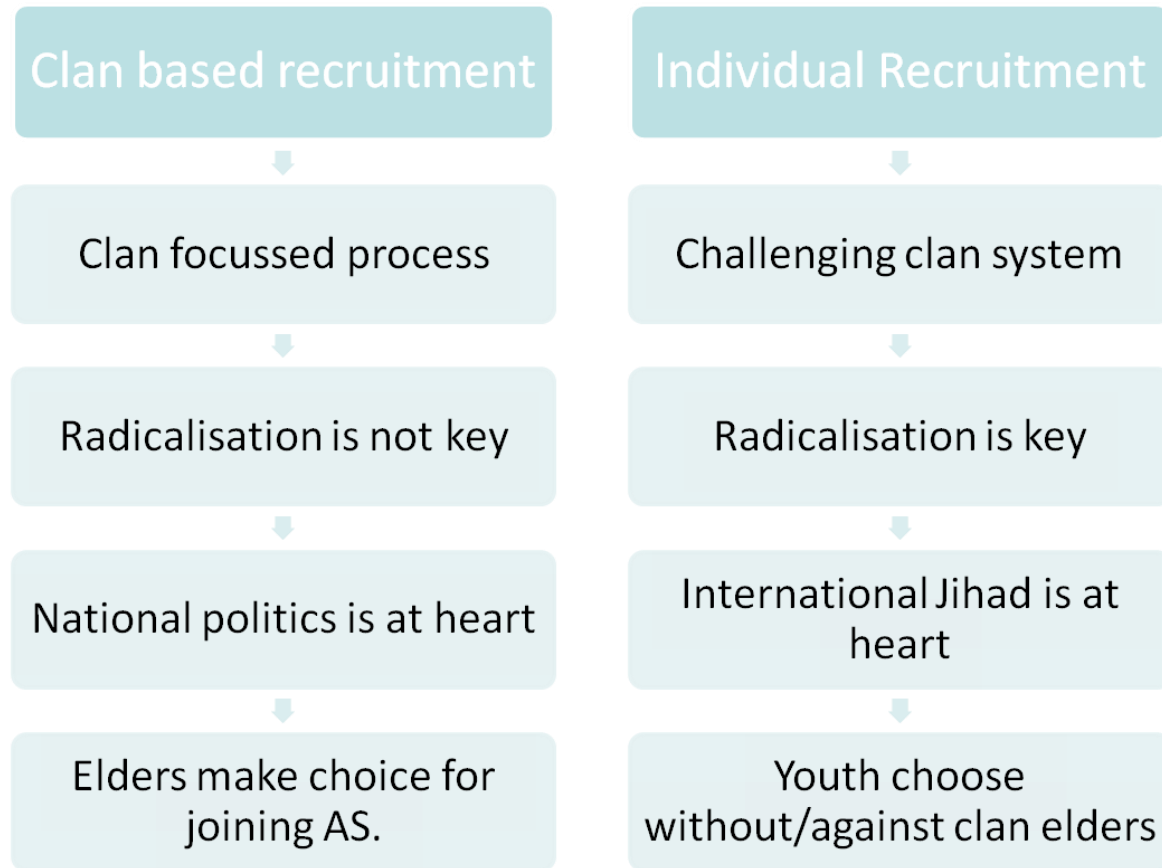 Clan based recruitment
Clan focussed process
Radicalisation is not key
National politics is at heart
Elders make choice for
joining AS.
Individual Recruitment
Challenging clan system
Radicalisation is key
International Jihad is at
heart
Youth choose
without/against clan elders